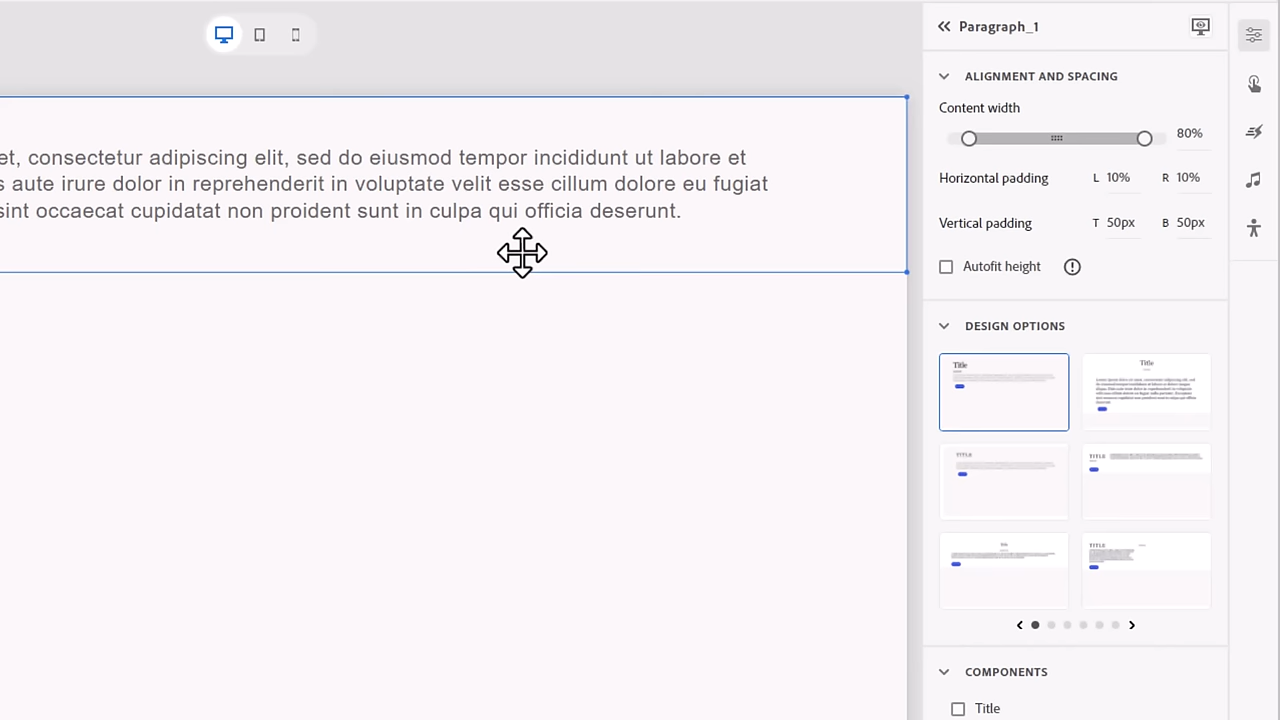 Paragraph_1
ALIGNMENT AND SPACING
Content width
80%
Horizontal padding L 10% R 10%
Vertical padding T 50px B 50px
Autofit height
et, consectetur adipiscing elit, sed do eiusmod tempor incididunt ut labore et
s aute irure dolor in reprehenderit in voluptate velit esse cillum dolore eu fugiat
sint occaecat cupidatat non proident sunt in culpa qui officia deserunt.
DESIGN OPTIONS
Title
Title
TITLE
TITLE
Title
TITLE
COMPONENTS
Title